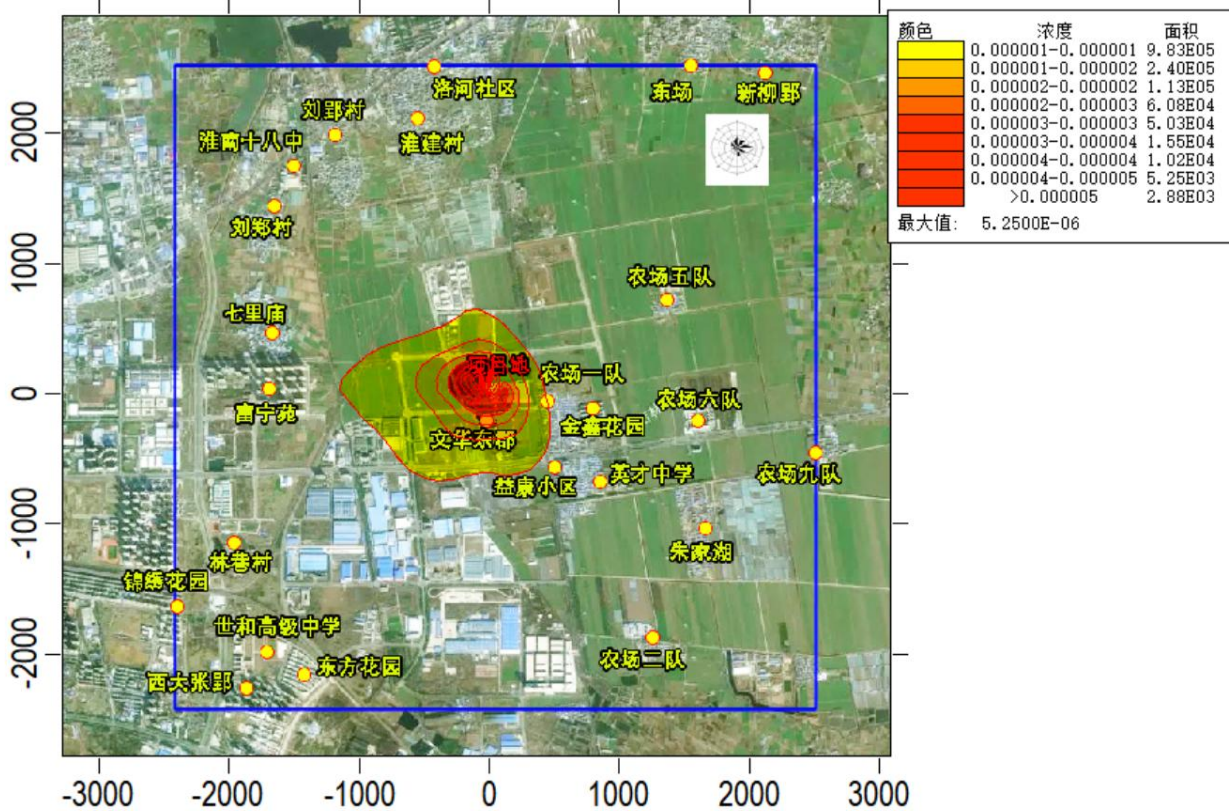 颜色 浓度 面积
0.000001-0.000001 9.83E05
0.000001-0.000002 2.40E05
0.000002-0.000002 1.13E05
0.000002-0.000003 6.08E04
0.000003-0.000003 5.03E04
0.000003-0.000004 1.55E04
0.000004-0.000004 1.02E04
0.000004-0.000005 5.25E03
>0.000005 2.88E03
最大值: 5.2500E-06
洛河社区
东场
新柳郢
刘郢村
淮建村
淮南十八中
刘郑村
农场五队
七里庙
项目地
农场一队
富宁苑
农场六队
金鑫花园
文华东郡
农场九队
益康小区
英才中学
朱家湖
林巷村
锦绣花园
世和高级中学
农场二队
东方花园
西大张郢
2000
1000
0
-1000
-2000
-3000 -2000 -1000 0 1000 2000 3000